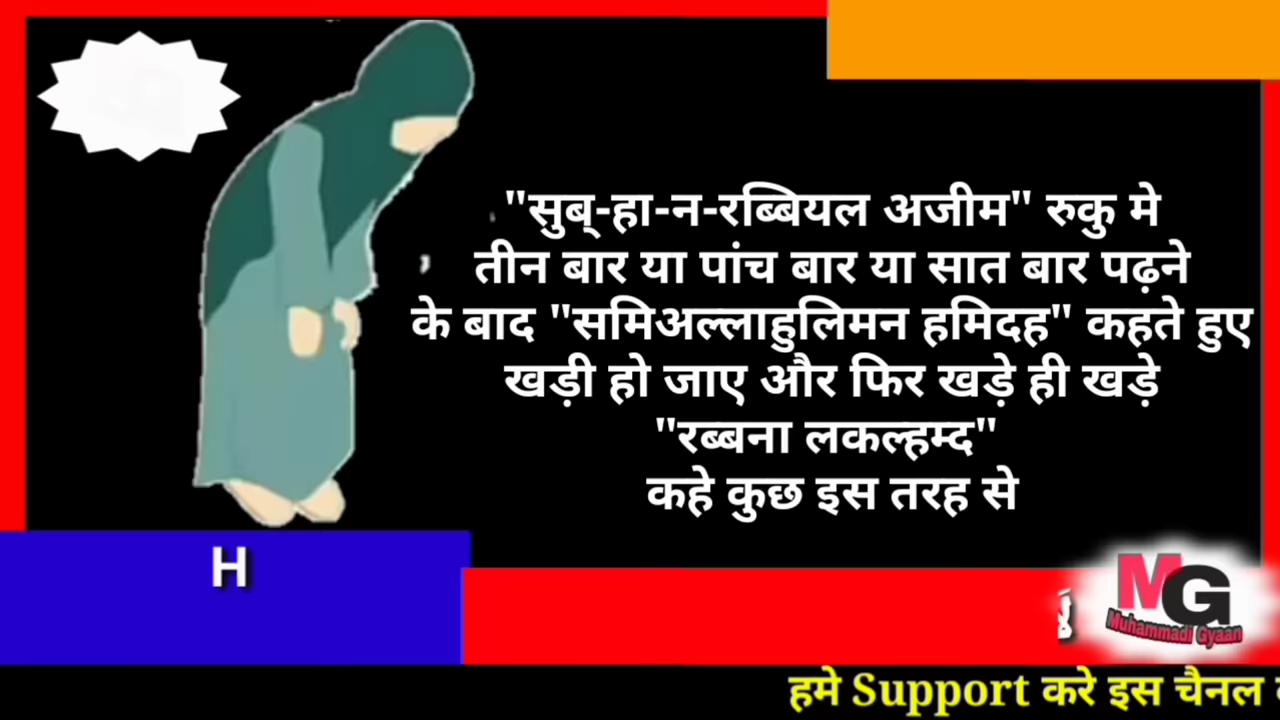 "सुब्-हा-न-रब्बियल अजीम" रुकु मे
तीन बार या पांच बार या सात बार पढ़ने
के बाद "समिअल्लाहुलिमन हमिदह" कहते हुए
खड़ी हो जाए और फिर खड़े ही खड़े
"रब्बना लकल्हम्द"
कहे कुछ इस तरह से
H
MG
Muhammadi Gyaan
हमे Support करे इस चैनल